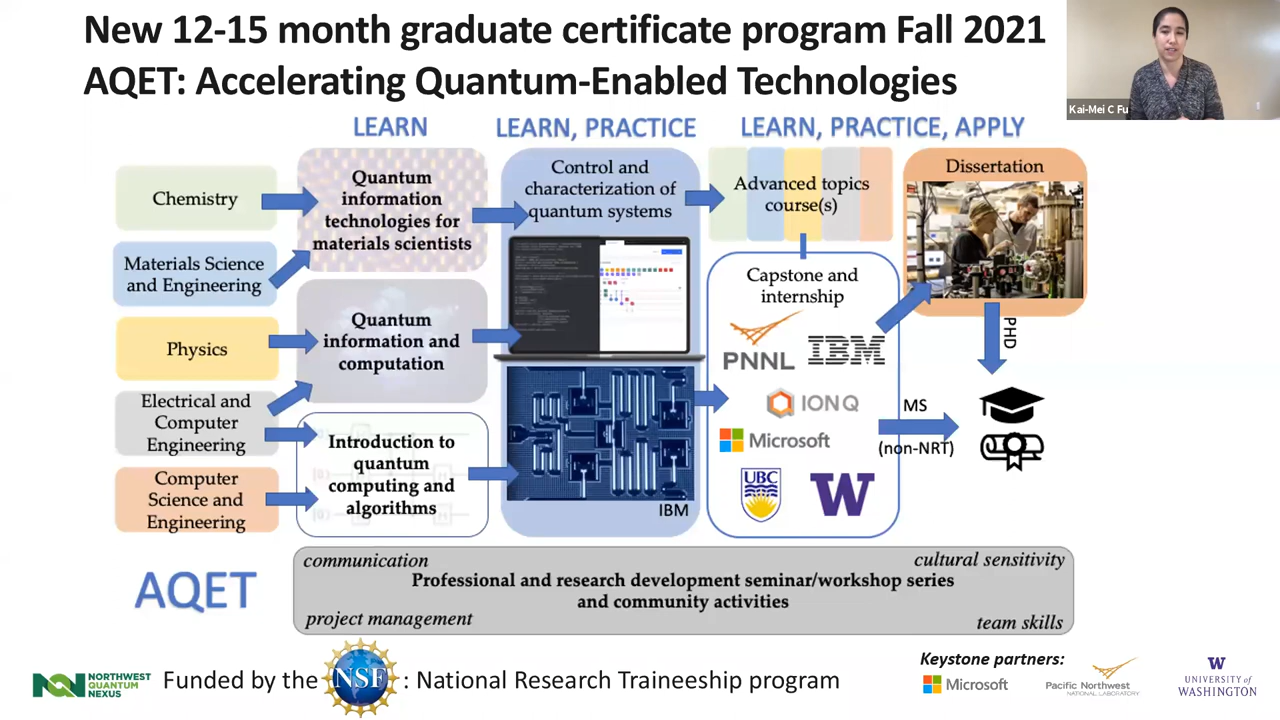 New 12-15 month graduate certificate program Fall 2021
AQET: Accelerating Quantum-Enabled Technologies
Kai-Mei C Fu
LEARN
LEARN, PRACTICE
LEARN, PRACTICE, APPLY
Chemistry
Materials Science
and Engineering
Physics
Electrical and
Computer
Engineering
Computer
Science and
Engineering
Quantum
information
technologies for
materials scientists
Quantum
information and
computation
Introduction to
quantum
computing and
algorithms
Control and
characterization of
quantum systems
IBM
Advanced topics
course(s)
Capstone and
internship
PNNL
IBM
IONQ
Microsoft
UBC
W
Dissertation
PHD
MS
(non-NRT)
AQET
communication
cultural sensitivity
Professional and research development seminar/workshop series
and community activities
project management
team skills
NORTHWEST
QUANTUM
NEXUS
Funded by the NSF : National Research Traineeship program
Keystone partners:
Microsoft
Pacific Northwest
NATIONAL LABORATORY
W
UNIVERSITY of
WASHINGTON